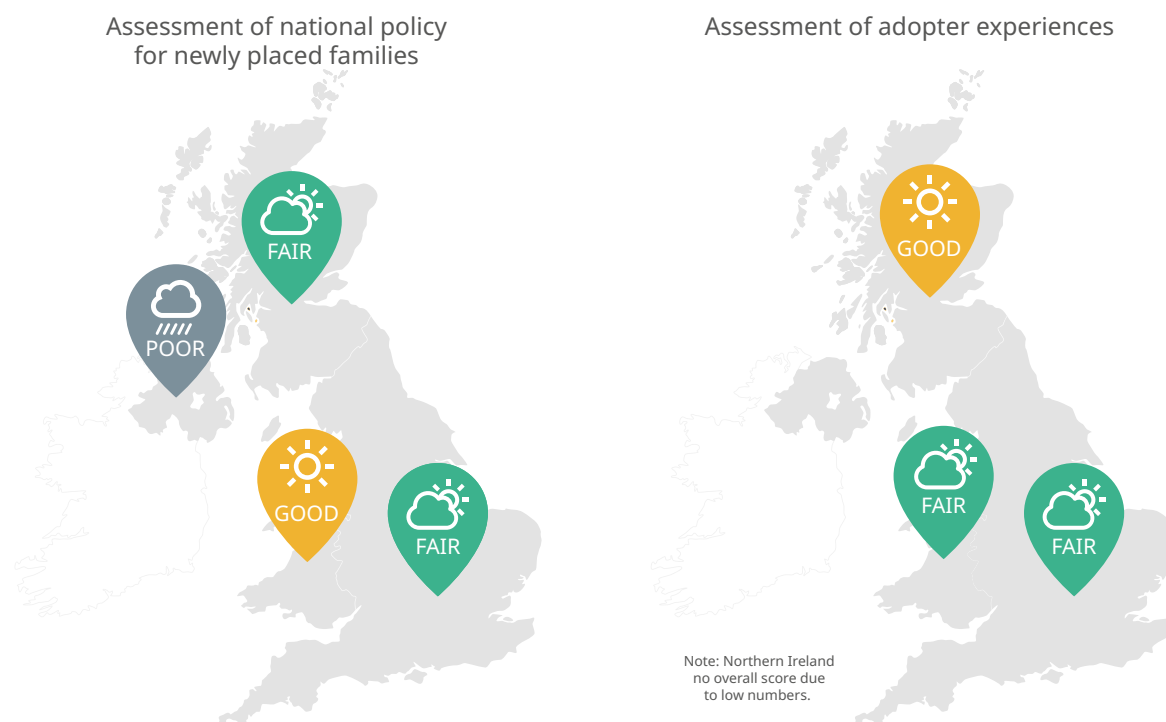 Assessment of national policy
for newly placed families
FAIR
POOR
GOOD
FAIR
Assessment of adopter experiences
GOOD
FAIR
FAIR
Note: Northern Ireland
no overall score due
to low numbers.